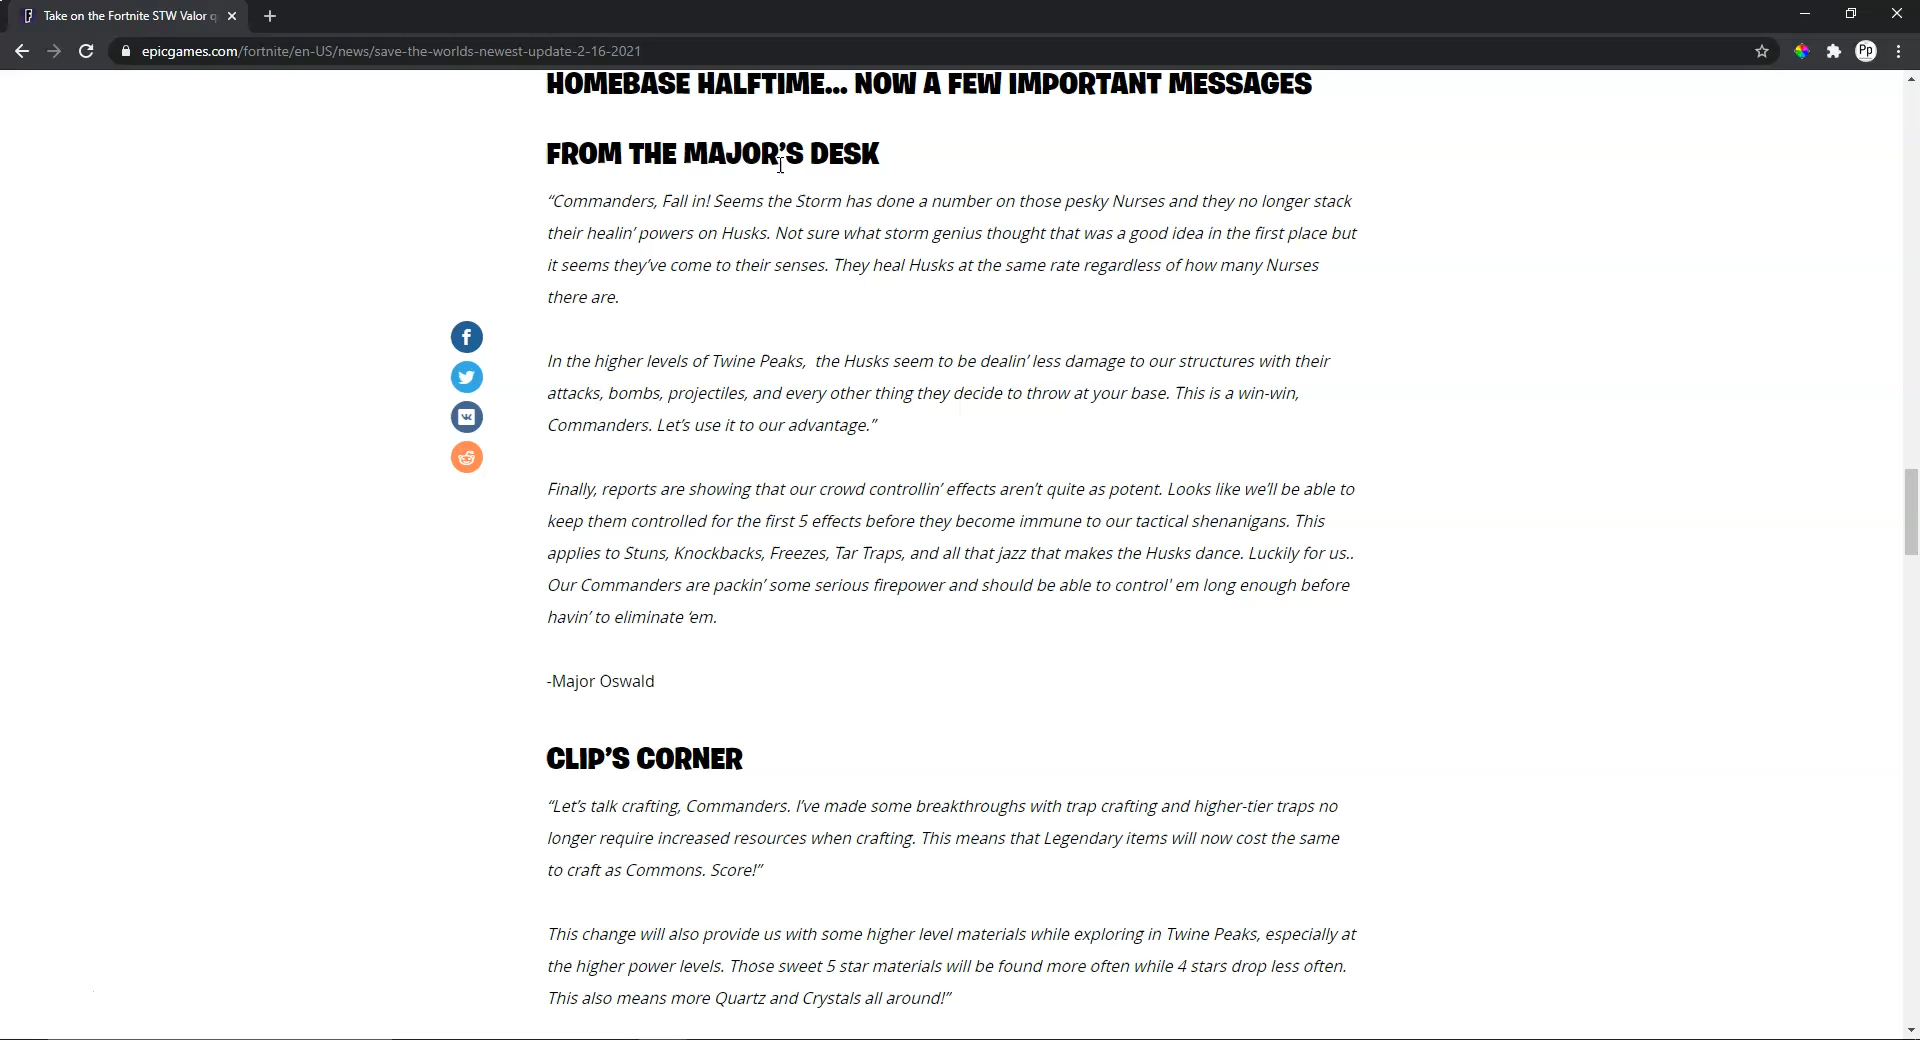 Take on the Fortnite STW Valor q
epicgames.com/fortnite/en-US/news/save-the-worlds-newest-update-2-16-2021
Pp
HOMEBASE HALFTIME... NOW A FEW IMPORTANT MESSAGES
FROM THE MAJOR’S DESK
“Commanders, Fall in! Seems the Storm has done a number on those pesky Nurses and they no longer stack
their healin’ powers on Husks. Not sure what storm genius thought that was a good idea in the first place but
it seems they’ve come to their senses. They heal Husks at the same rate regardless of how many Nurses
there are.
In the higher levels of Twine Peaks,  the Husks seem to be dealin’ less damage to our structures with their
attacks, bombs, projectiles, and every other thing they decide to throw at your base. This is a win-win,
Commanders. Let’s use it to our advantage.”
Finally, reports are showing that our crowd controllin’ effects aren’t quite as potent. Looks like we’ll be able to
keep them controlled for the first 5 effects before they become immune to our tactical shenanigans. This
applies to Stuns, Knockbacks, Freezes, Tar Traps, and all that jazz that makes the Husks dance. Luckily for us..
Our Commanders are packin’ some serious firepower and should be able to control' em long enough before
havin’ to eliminate ‘em.
-Major Oswald
CLIP’S CORNER
“Let’s talk crafting, Commanders. I’ve made some breakthroughs with trap crafting and higher-tier traps no
longer require increased resources when crafting. This means that Legendary items will now cost the same
to craft as Commons. Score!”
This change will also provide us with some higher level materials while exploring in Twine Peaks, especially at
the higher power levels. Those sweet 5 star materials will be found more often while 4 stars drop less often.
This also means more Quartz and Crystals all around!”